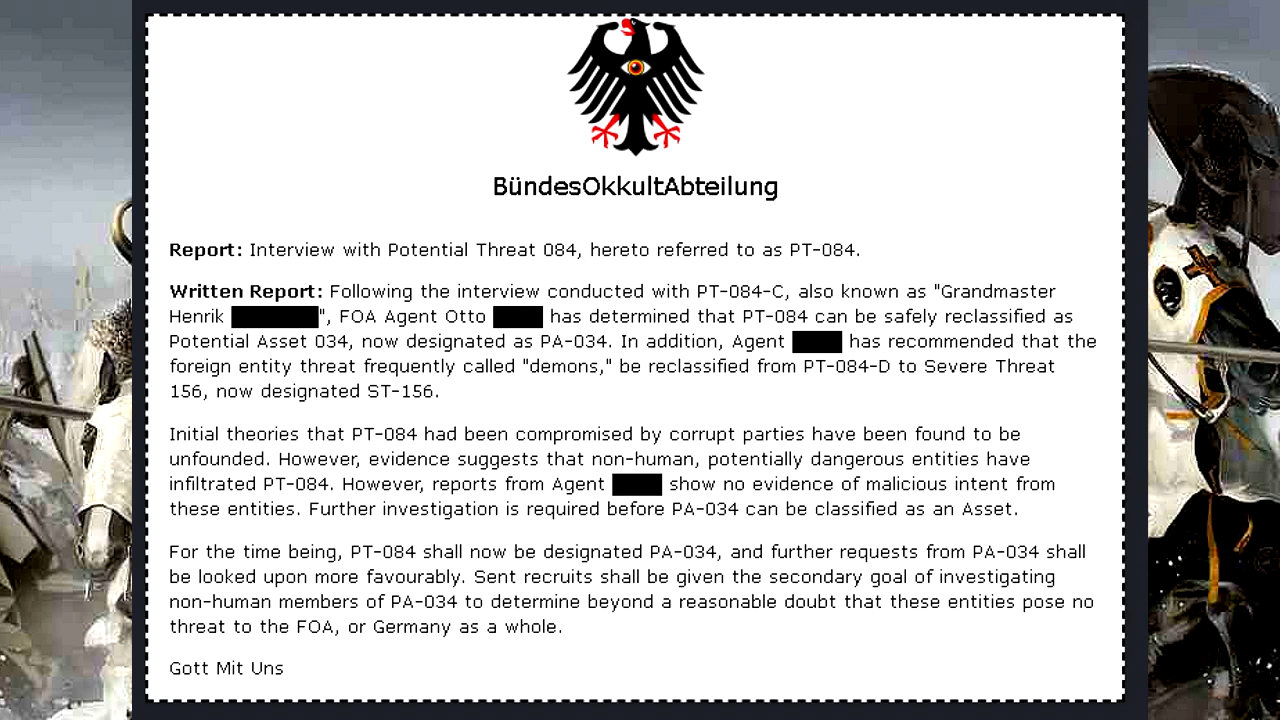 BündesOkkultAbteilung
Report: Interview with Potential Threat 084, hereto referred to as PT-084.
Written Report: Following the interview conducted with PT-084-C, also known as "Grandmaster
Henrik ", FOA Agent Otto has determined that PT-084 can be safely reclassified as
Potential Asset 034, now designated as PA-034. In addition, Agent has recommended that the
foreign entity threat frequently called "demons," be reclassified from PT-084-D to Severe Threat
156, now designated ST-156.
Initial theories that PT-084 had been compromised by corrupt parties have been found to be
unfounded. However, evidence suggests that non-human, potentially dangerous entities have
infiltrated PT-084. However, reports from Agent show no evidence of malicious intent from
these entities. Further investigation is required before PA-034 can be classified as an Asset.
For the time being, PT-084 shall now be designated PA-034, and further requests from PA-034 shall
be looked upon more favourably. Sent recruits shall be given the secondary goal of investigating
non-human members of PA-034 to determine beyond a reasonable doubt that these entities pose no
threat to the FOA, or Germany as a whole.
Gott Mit Uns